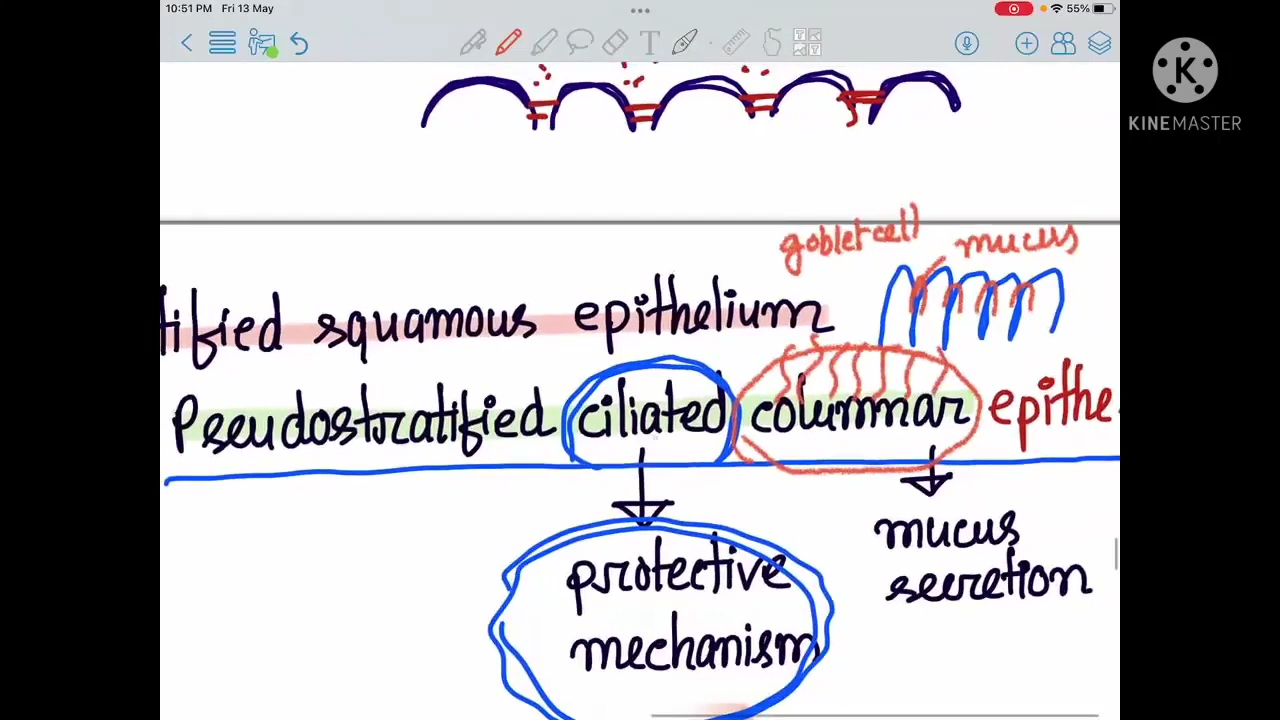 10:51 PM Fri 13 May
55%
KINEMASTER
goblet cell mucus
tified squamous epithelium
Pseudostratified ciliated columnar epithe
protective
mechanism
mucus
secretion